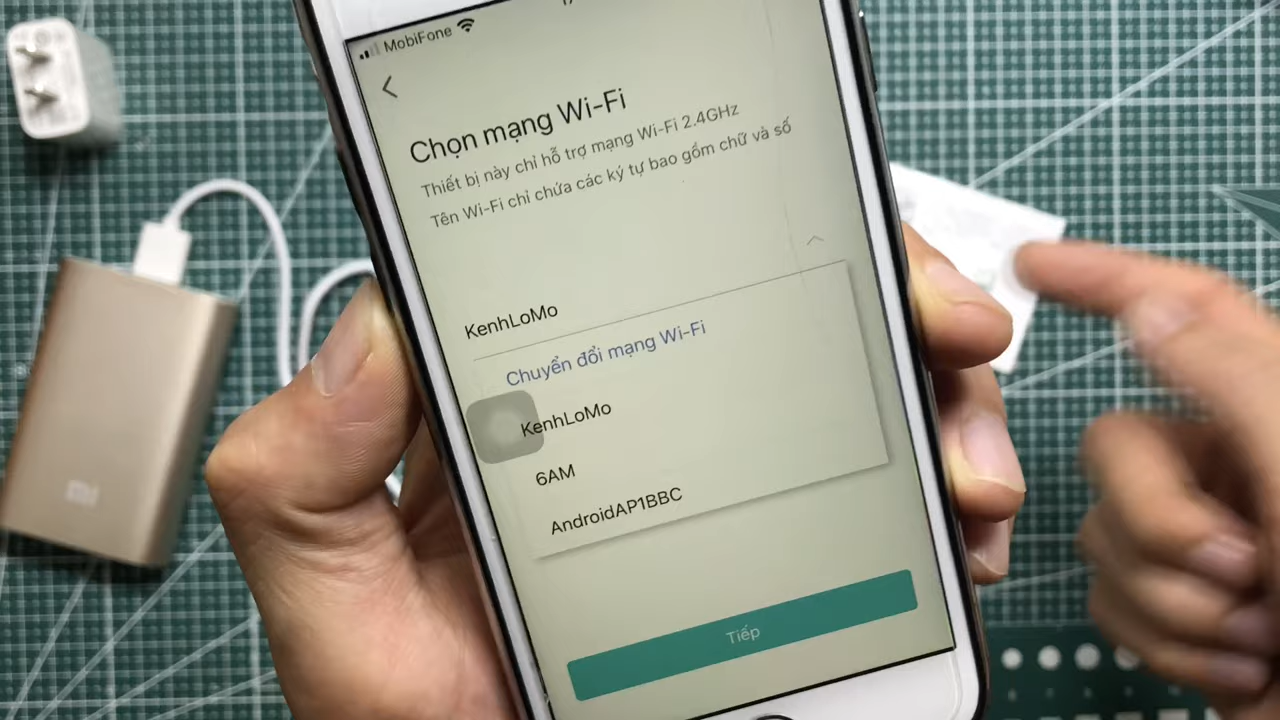 MobiFone
Chọn mạng Wi-Fi
Thiết bị này chỉ hỗ trợ mạng Wi-Fi 2.4GHz
Tên Wi-Fi chỉ chứa các ký tự bao gồm chữ và số
KenhLoMo
Chuyển đổi mạng Wi-Fi
KenhLoMo
6AM
AndroidAP1BBC
Tiếp
mi